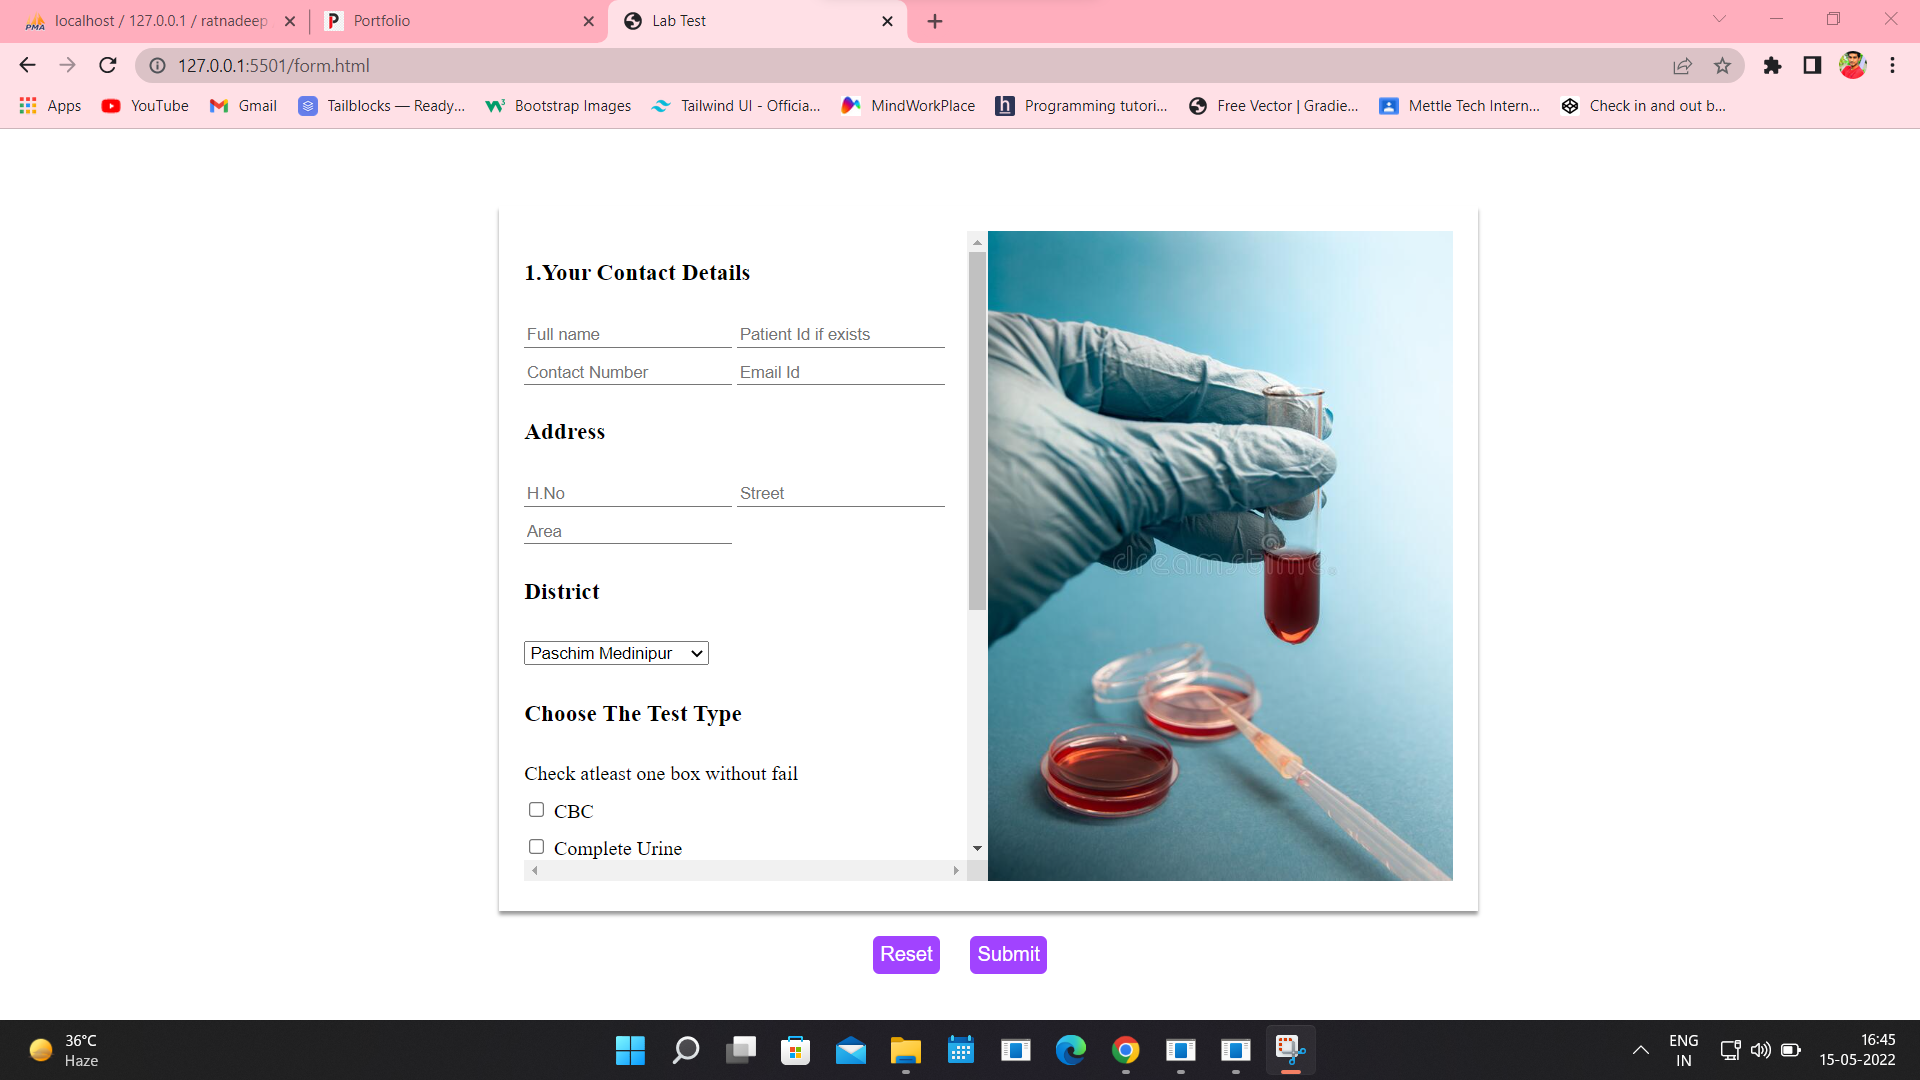 localhost / 127.0.0.1 / ratnadeep
Portfolio
Lab Test
127.0.0.1:5501/form.html
Apps
YouTube
Gmail
Tailblocks — Ready...
Bootstrap Images
Tailwind UI - Officia...
MindWorkPlace
Programming tutori...
Free Vector | Gradie...
Mettle Tech Intern...
Check in and out b...
1.Your Contact Details
Full name
Patient Id if exists
Contact Number
Email Id
Address
H.No
Street
Area
District
Paschim Medinipur
Choose The Test Type
Check atleast one box without fail
CBC
Complete Urine
dreamstime.
Reset
Submit
36°C
Haze
ENG
IN
16:45
15-05-2022